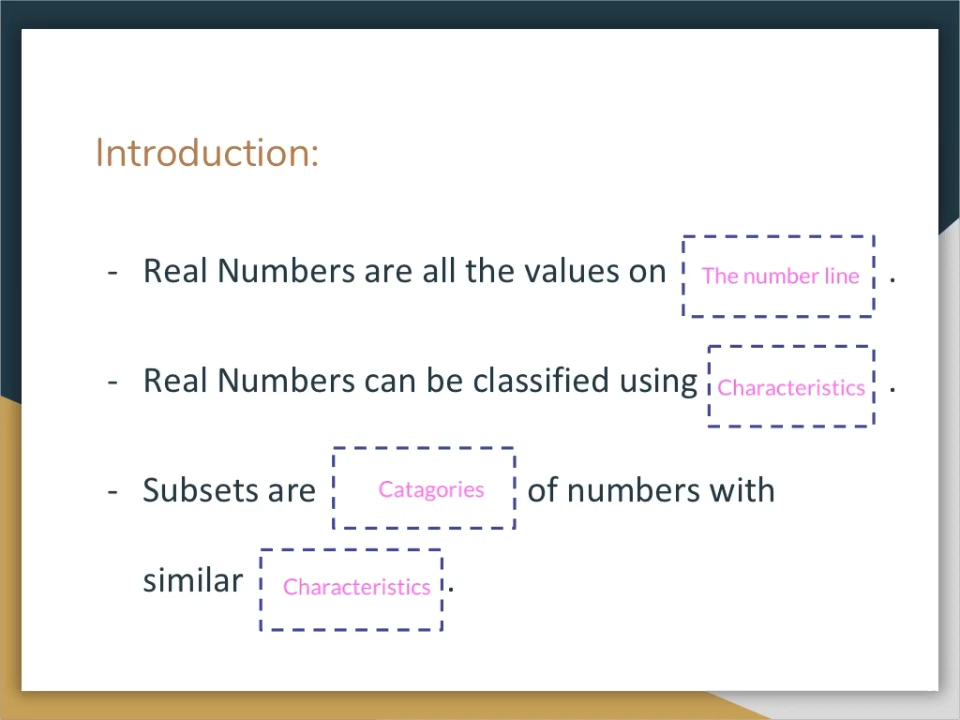 Introduction:
- Real Numbers are all the values on The number line .
- Real Numbers can be classified using Characteristics .
- Subsets are Catagories of numbers with
similar Characteristics .